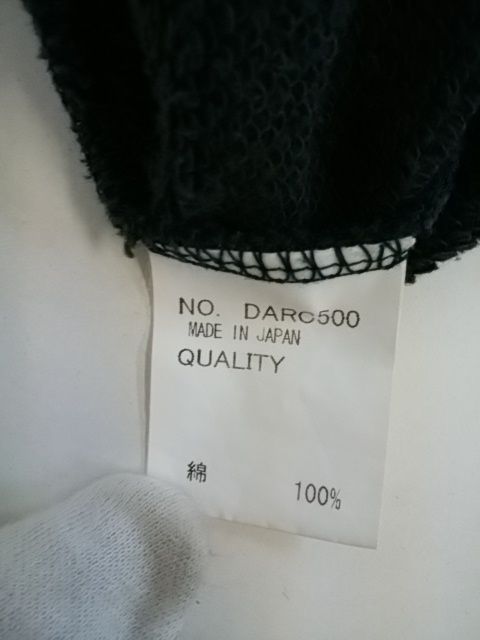 NO. DARC500
MADE IN JAPAN
QUALITY
綿 100%